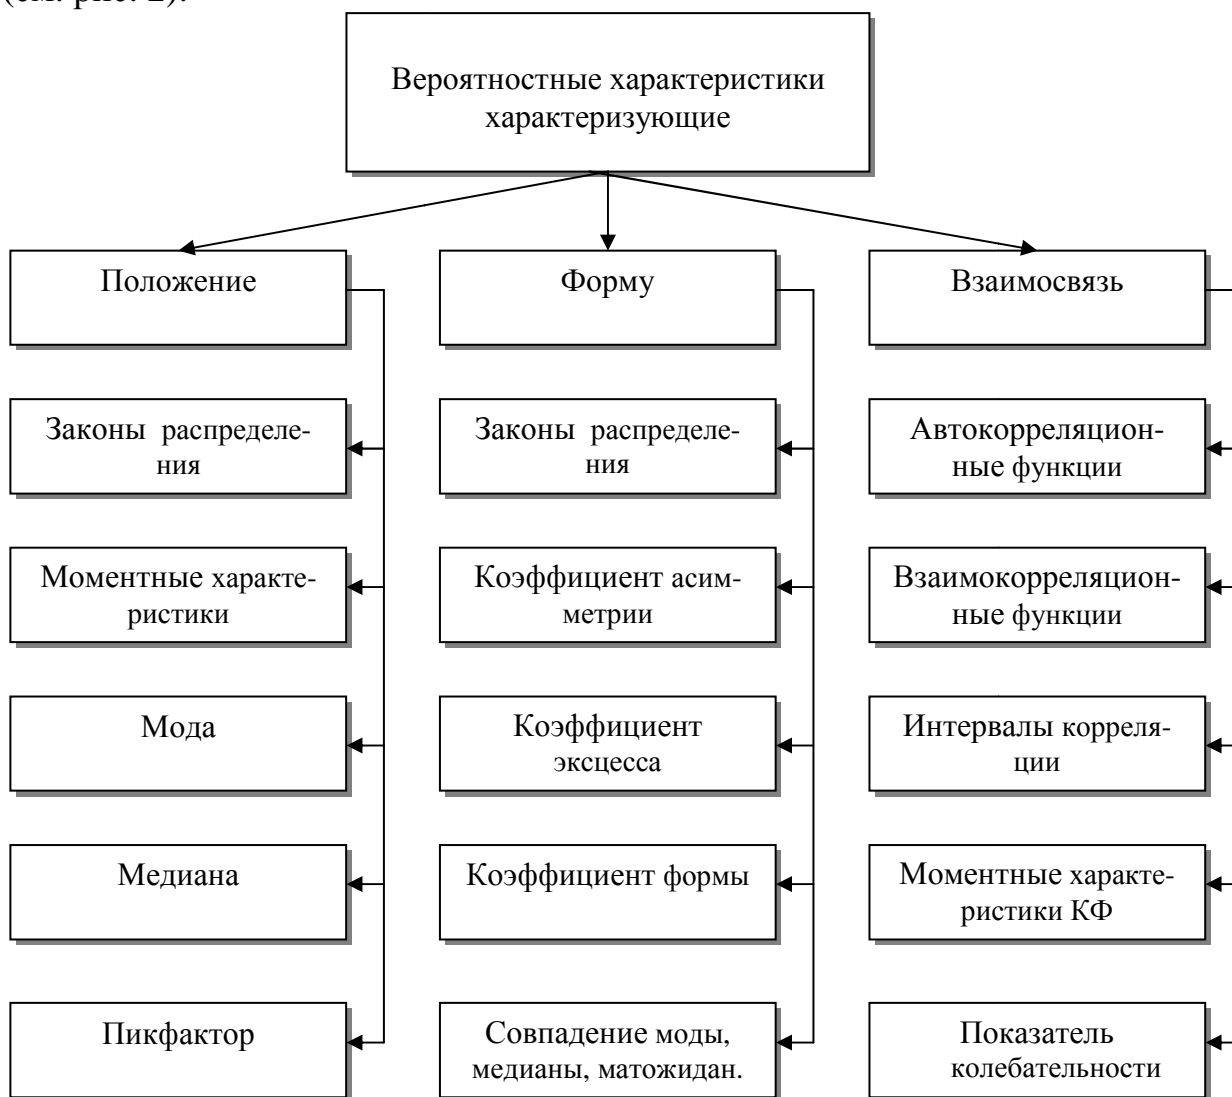 (см. рис. 2).
Вероятностные характеристики
характеризующие
Положение
Форму
Взаимосвязь
Законы распределе-
ния
Законы распределе-
ния
Автокорреляцион-
ные функции
Моментные характе-
ристики
Коэффициент асим-
метрии
Взаимокорреляцион-
ные функции
Мода
Коэффициент
эксцесса
Интервалы корреля-
ции
Медиана
Коэффициент формы
Моментные характе-
ристики КФ
Пикфактор
Совпадение моды,
медианы, матожидан.
Показатель
колебательности